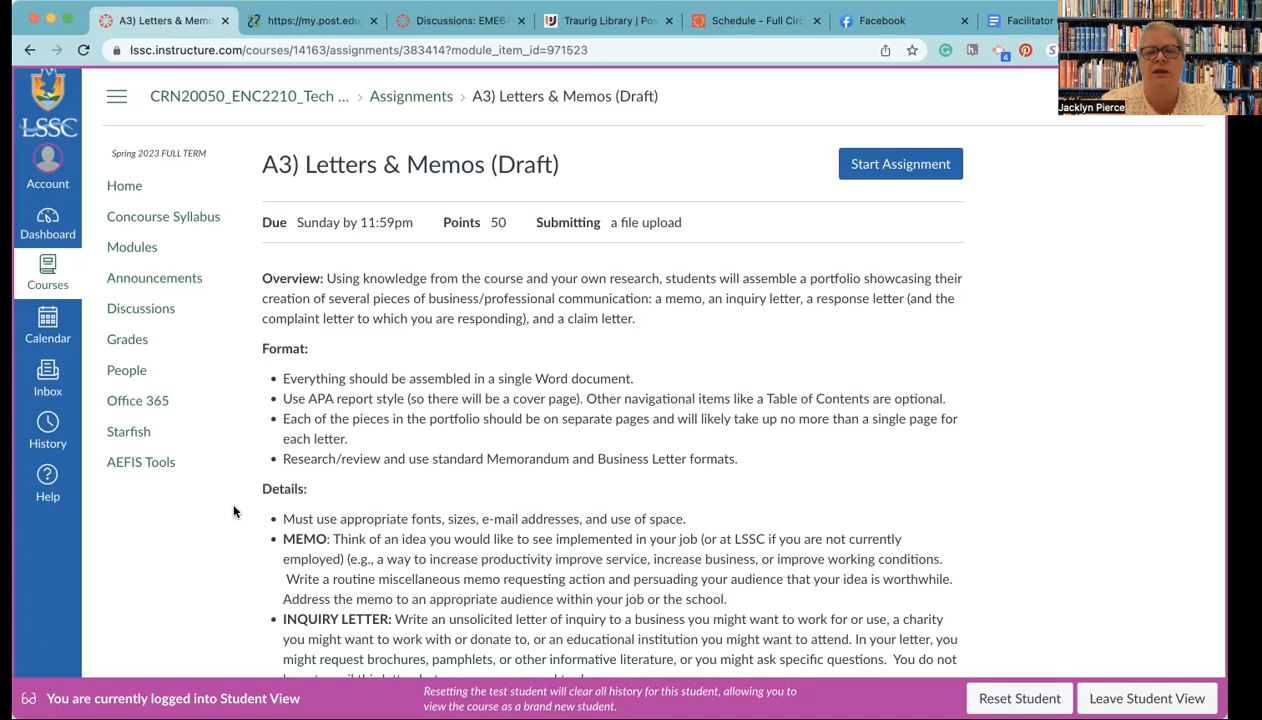 A3) Letters & Memo
https://my.post.edu
Discussions: EME6
Traurig Library | Po
Schedule - Full Circ
Facebook
Facilitator
lssc.instructure.com/courses/14163/assignments/383414?module_item_id=971523
4
Jacklyn Pierce
LSSC
Account
Dashboard
Courses
Calendar
Inbox
History
Help
CRN20050_ENC2210_Tech ... > Assignments > A3) Letters & Memos (Draft)
Spring 2023 FULL TERM
Home
Concourse Syllabus
Modules
Announcements
Discussions
Grades
People
Office 365
Starfish
AEFIS Tools
A3) Letters & Memos (Draft)
Start Assignment
Due Sunday by 11:59pm Points 50 Submitting a file upload
Overview: Using knowledge from the course and your own research, students will assemble a portfolio showcasing their
creation of several pieces of business/professional communication: a memo, an inquiry letter, a response letter (and the
complaint letter to which you are responding), and a claim letter.
Format:
• Everything should be assembled in a single Word document.
• Use APA report style (so there will be a cover page). Other navigational items like a Table of Contents are optional.
• Each of the pieces in the portfolio should be on separate pages and will likely take up no more than a single page for
each letter.
• Research/review and use standard Memorandum and Business Letter formats.
Details:
• Must use appropriate fonts, sizes, e-mail addresses, and use of space.
• MEMO: Think of an idea you would like to see implemented in your job (or at LSSC if you are not currently
employed) (e.g., a way to increase productivity improve service, increase business, or improve working conditions.
Write a routine miscellaneous memo requesting action and persuading your audience that your idea is worthwhile.
Address the memo to an appropriate audience within your job or the school.
• INQUIRY LETTER: Write an unsolicited letter of inquiry to a business you might want to work for or use, a charity
you might want to work with or donate to, or an educational institution you might want to attend. In your letter, you
might request brochures, pamphlets, or other informative literature, or you might ask specific questions. You do not
You are currently logged into Student View
Resetting the test student will clear all history for this student, allowing you to
view the course as a brand new student.
Reset Student
Leave Student View